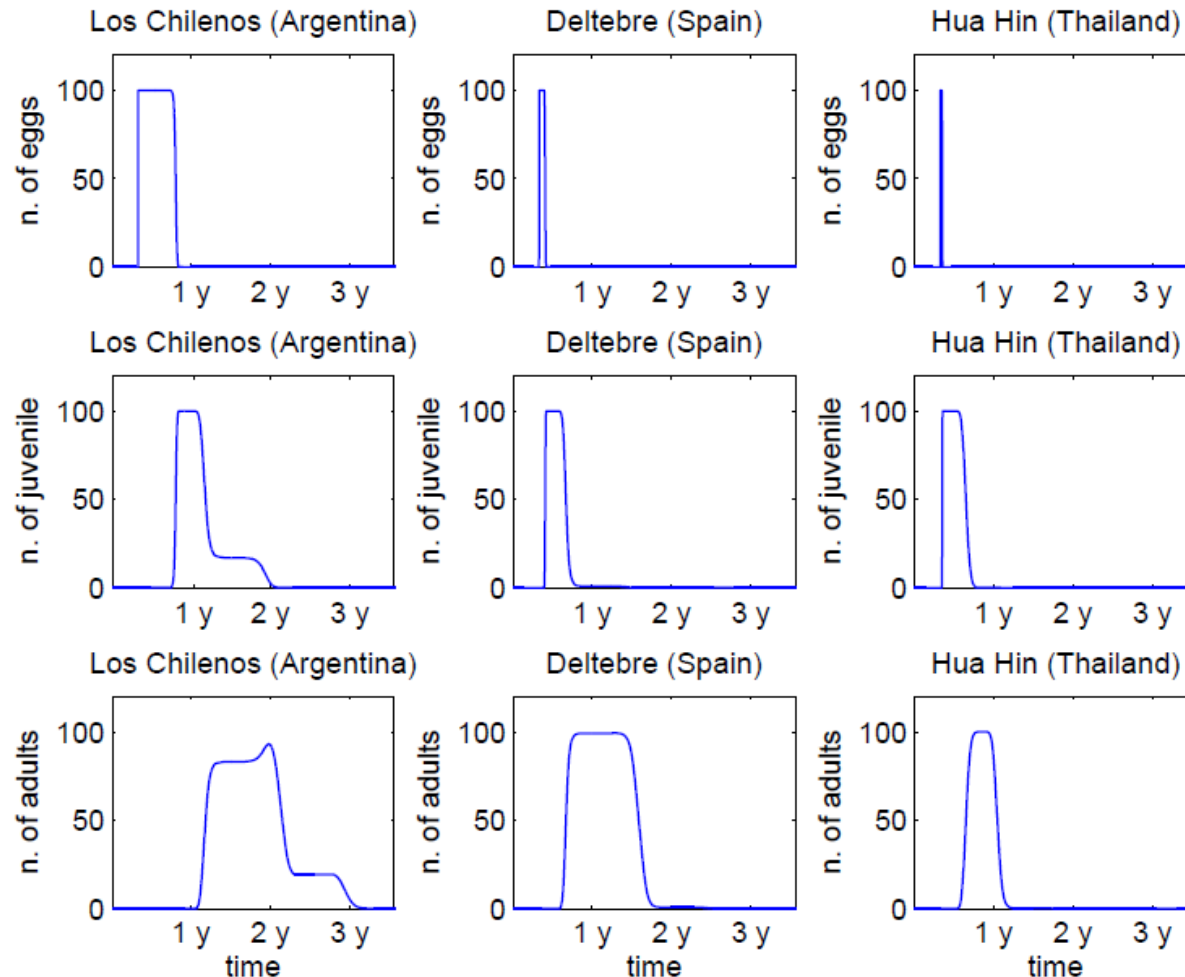 Los Chilenos (Argentina) Deltebre (Spain) Hua Hin (Thailand)
n. of eggs n. of eggs n. of eggs
100 100 100
50 50 50
0 0 0
1 y 2 y 3 y 1 y 2 y 3 y 1 y 2 y 3 y
Los Chilenos (Argentina) Deltebre (Spain) Hua Hin (Thailand)
n. of juvenile n. of juvenile n. of juvenile
100 100 100
50 50 50
0 0 0
1 y 2 y 3 y 1 y 2 y 3 y 1 y 2 y 3 y
Los Chilenos (Argentina) Deltebre (Spain) Hua Hin (Thailand)
n. of adults n. of adults n. of adults
100 100 100
50 50 50
0 0 0
1 y 2 y 3 y 1 y 2 y 3 y 1 y 2 y 3 y
time time time